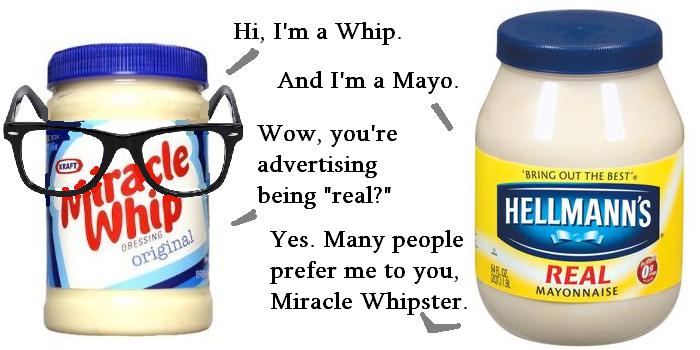 Hi, I'm a Whip.
And I'm a Mayo.
Wow, you're
advertising
being "real?"
Yes. Many people
prefer me to you,
Miracle Whipster.
KRAFT
Miracle
Whip
DRESSING
original
'BRING OUT THE BEST'®
HELLMANN'S
REAL
MAYONNAISE